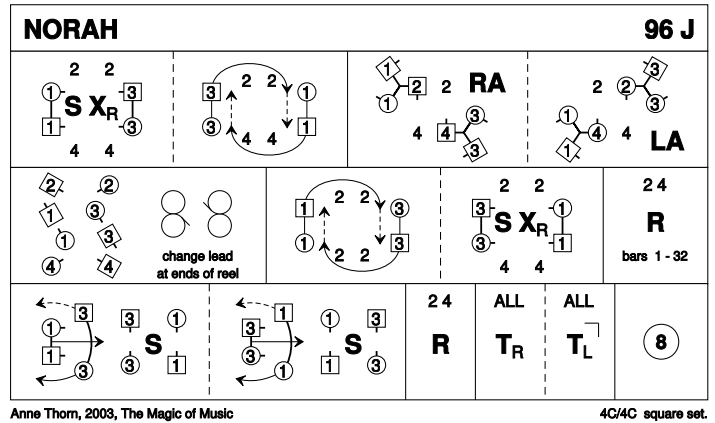 NORAH 96 J
2 2 2 2 1 2 2 RA 2 2 3
1 S X R 3 3 1 1 3 1 3
1 3 3 1 4 4 4 3 1 4 4 LA
4 4 4 4 3 1
2 2 1 2 2 3 2 2 2 4
1 3 3 S X R 1 R
1 3 1 2 2 3 3 1 bars 1 - 32
4 4 change lead 4 4
at ends of reel
3 3 1 1 1 3 2 4 ALL ALL
1 S 3 S R T R T L 8
1 3 1 3 1 3
3 1
Anne Thorn, 2003, The Magic of Music 4C/4C square set.